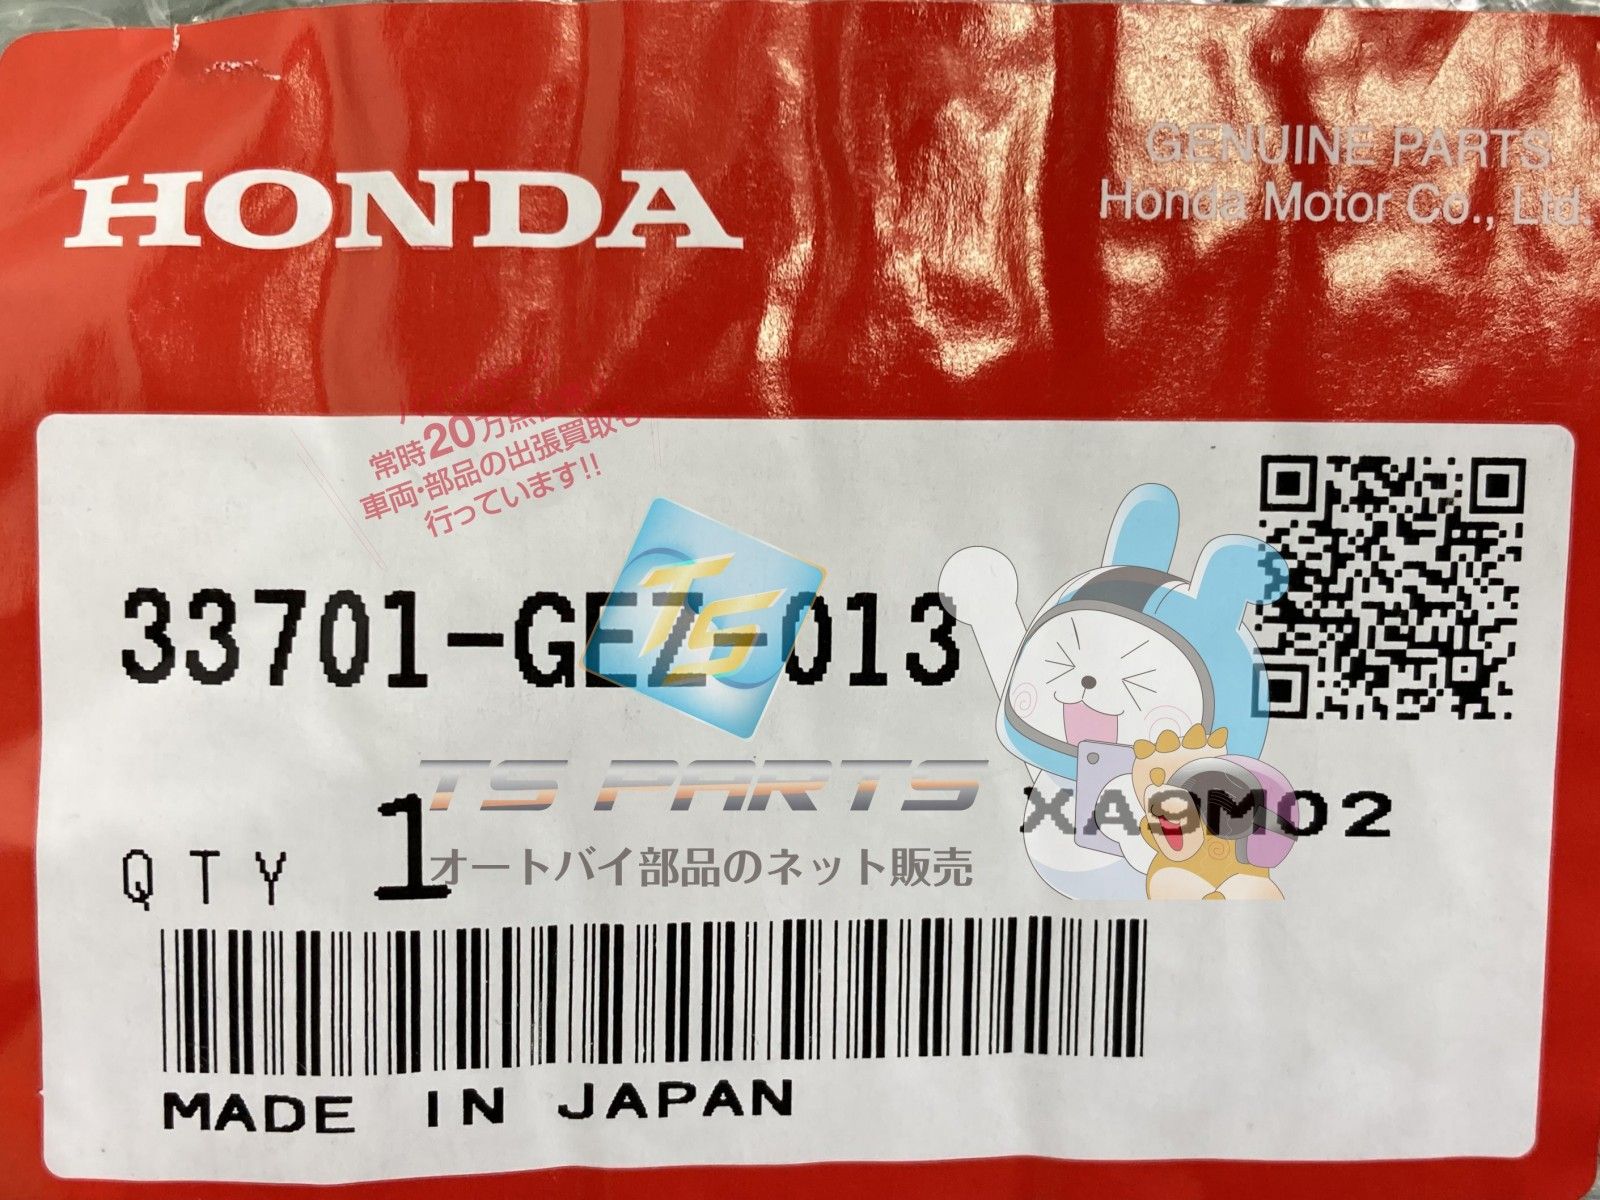 HONDA
GENUINE PARTS
Honda Motor Co., Ltd.
常時20万点
車両・部品の出張買取も
行っています!!
33701-GEZ-013
TS
TS PARTS
XA9M02
QTY 1
オートバイ部品のネット販売
MADE IN JAPAN